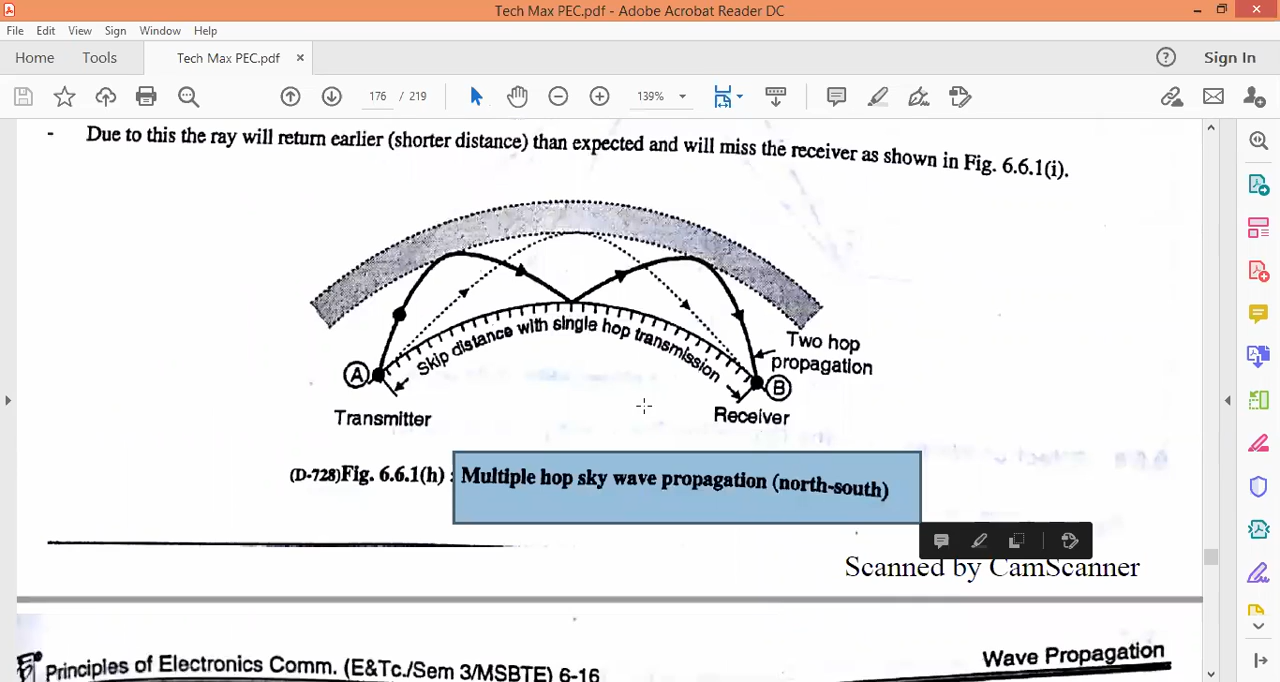 Tech Max PEC.pdf - Adobe Acrobat Reader DC
File Edit View Sign Window Help
Home Tools Tech Max PEC.pdf × ? Sign In
176 / 219 139%
- Due to this the ray will return earlier (shorter distance) than expected and will miss the receiver as shown in Fig. 6.6.1(i).
Skip distance with single hop transmission
Two hop
propagation
A
B
Transmitter
Receiver
(D-728)Fig. 6.6.1(h) : Multiple hop sky wave propagation (north-south)
Scanned by CamScanner
Principles of Electronics Comm. (E&Tc./Sem 3/MSBTE) 6-16
Wave Propagation